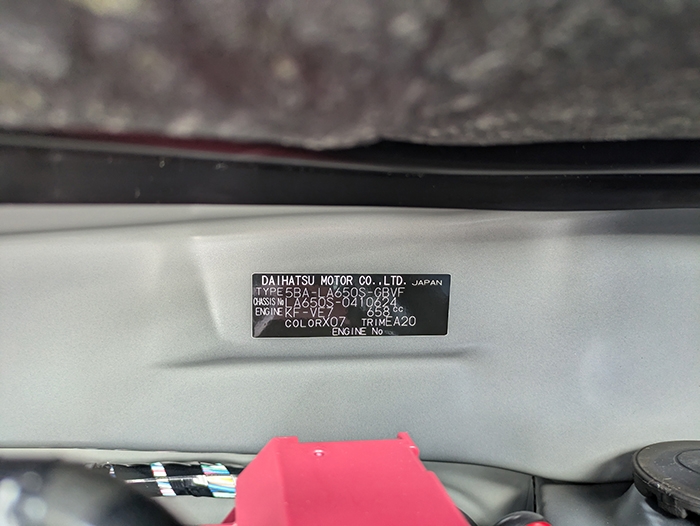 DAIHATSU MOTOR CO.,LTD. JAPAN
TYPE 5BA-LA650S-GBVF
CHASSIS No LA650S-0410624
ENGINE KF-VE7 658 cc
COLOR X07 TRIM EA20
ENGINE No